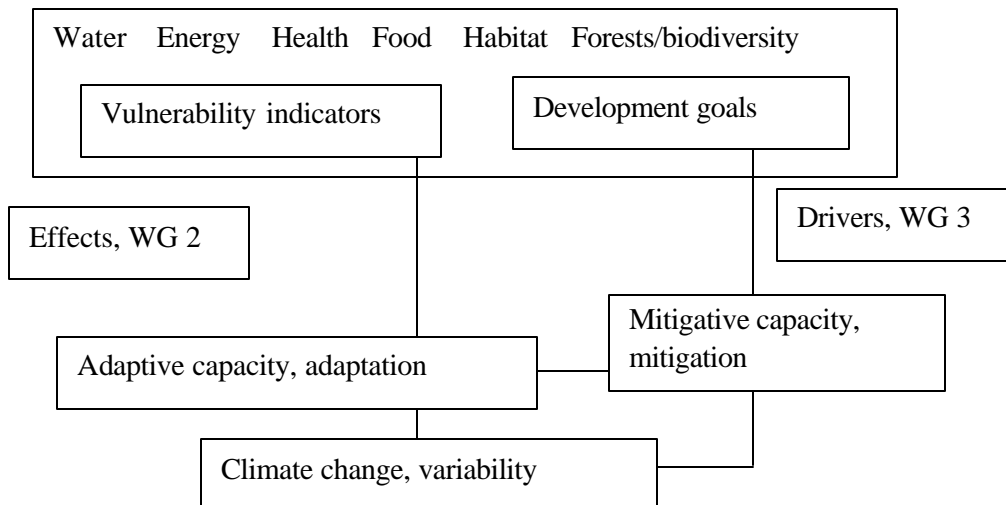 Water Energy Health Food Habitat Forests/biodiversity
Vulnerability indicators
Development goals
Effects, WG 2
Drivers, WG 3
Mitigative capacity,
mitigation
Adaptive capacity, adaptation
Climate change, variability